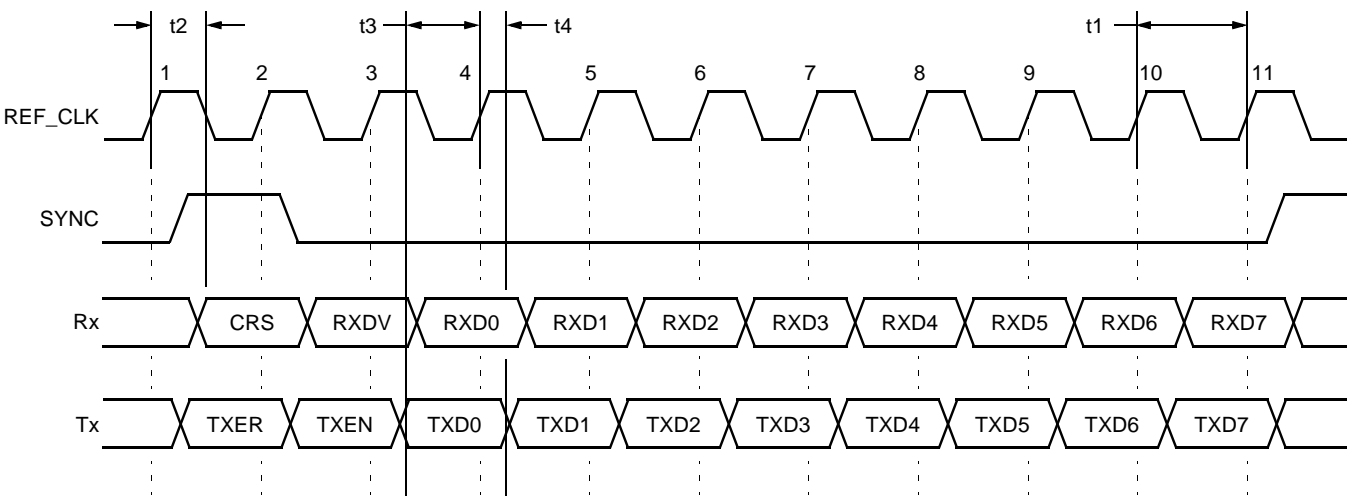 t2 t3 t4 t1
1 2 3 4 5 6 7 8 9 10 11
REF_CLK
SYNC
Rx CRS RXDV RXD0 RXD1 RXD2 RXD3 RXD4 RXD5 RXD6 RXD7
Tx TXER TXEN TXD0 TXD1 TXD2 TXD3 TXD4 TXD5 TXD6 TXD7